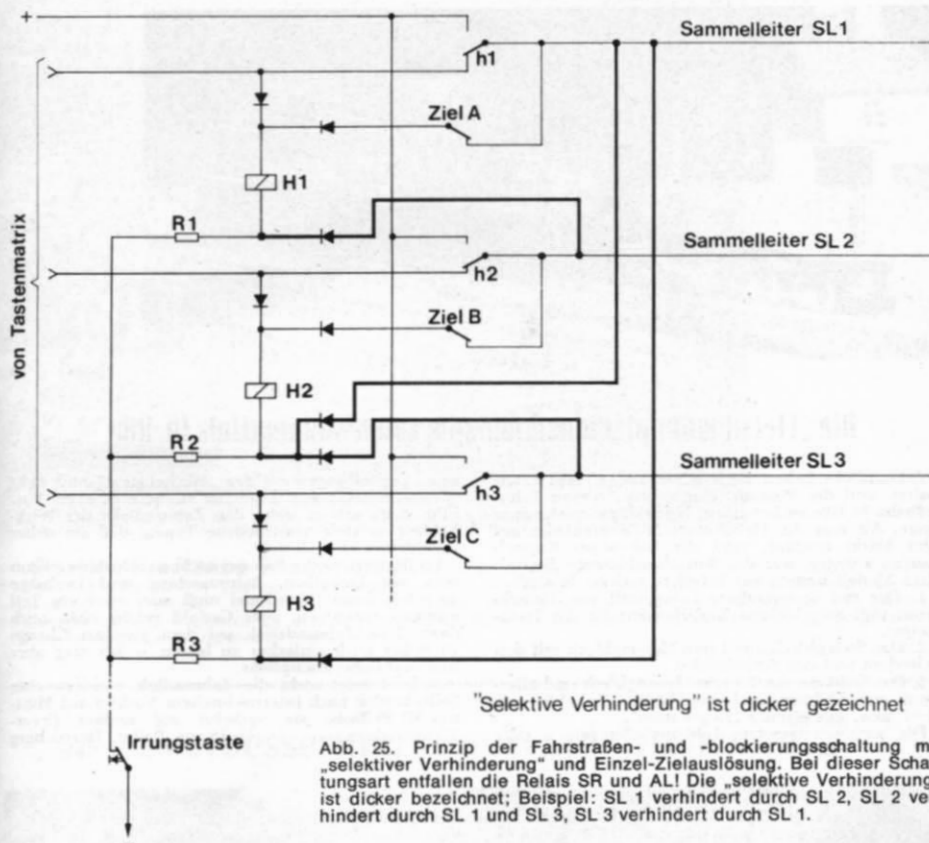 +
Sammelleiter SL1
h1
Ziel A
H1
R1
Sammelleiter SL 2
h2
von Tastenmatrix
Ziel B
H2
R2
Sammelleiter SL 3
h3
Ziel C
H3
R3
"Selektive Verhinderung" ist dicker gezeichnet
Irrungstaste
Abb. 25. Prinzip der Fahrstraßen- und -blockierungsschaltung m
„selektiver Verhinderung“ und Einzel-Zielauslösung. Bei dieser Scha
tungsart entfallen die Relais SR und AL! Die „selektive Verhinderung
ist dicker bezeichnet; Beispiel: SL 1 verhindert durch SL 2, SL 2 ve
hindert durch SL 1 und SL 3, SL 3 verhindert durch SL 1.